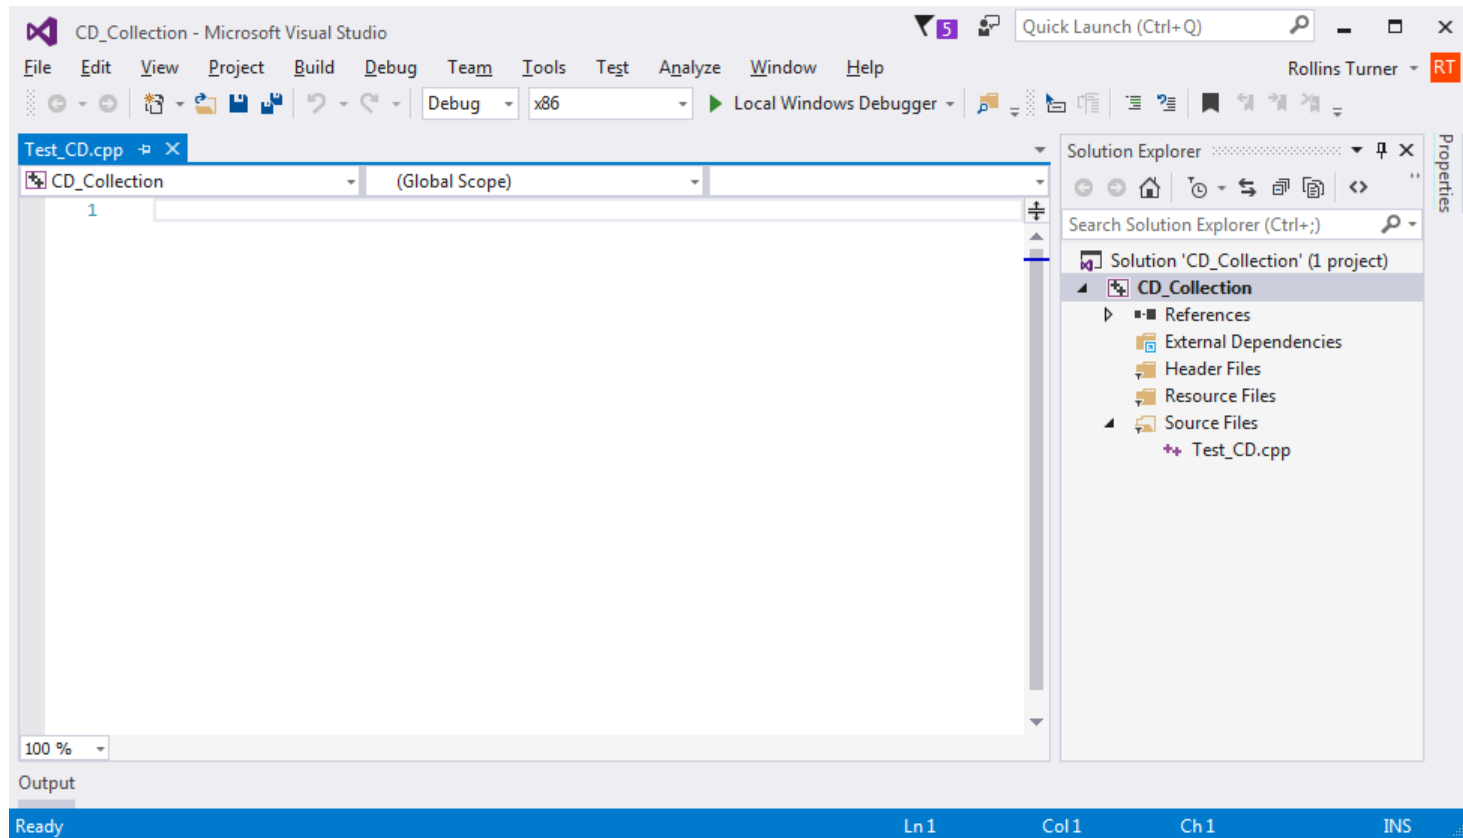 CD_Collection - Microsoft Visual Studio
5
Quick Launch (Ctrl+Q)
File Edit View Project Build Debug Team Tools Test Analyze Window Help
Rollins Turner
RT
Debug
x86
Local Windows Debugger
Test_CD.cpp
CD_Collection
(Global Scope)
1
100 %
Solution Explorer
Search Solution Explorer (Ctrl+;)
Solution 'CD_Collection' (1 project)
CD_Collection
References
External Dependencies
Header Files
Resource Files
Source Files
Test_CD.cpp
Properties
Output
Ready Ln 1 Col 1 Ch 1 INS